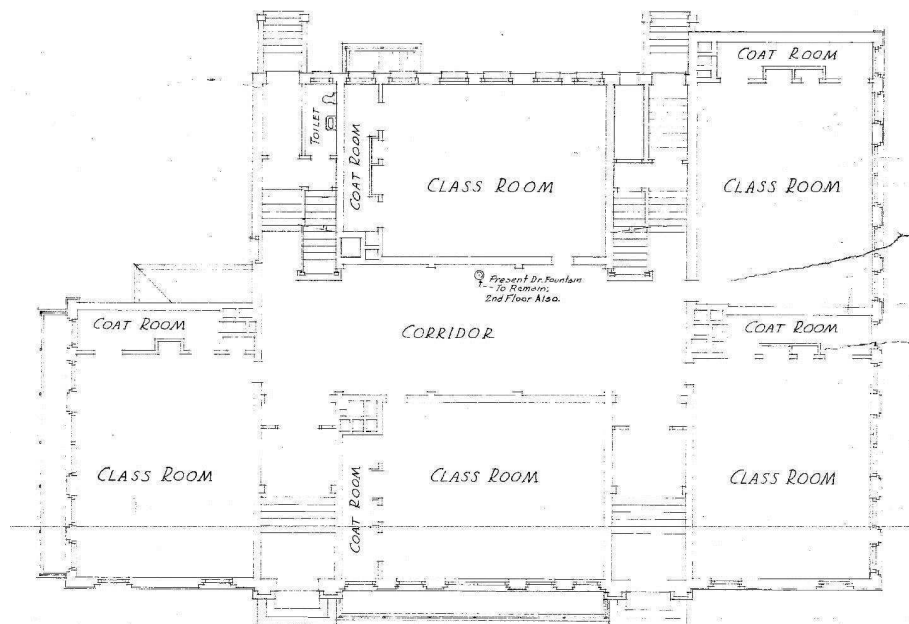 COAT ROOM
TOILET
COAT ROOM
CLASS ROOM
CLASS ROOM
Present Dr. Fountain
To Remain;
2nd Floor Also.
COAT ROOM
CORRIDOR
COAT ROOM
CLASS ROOM
COAT ROOM
CLASS ROOM
CLASS ROOM